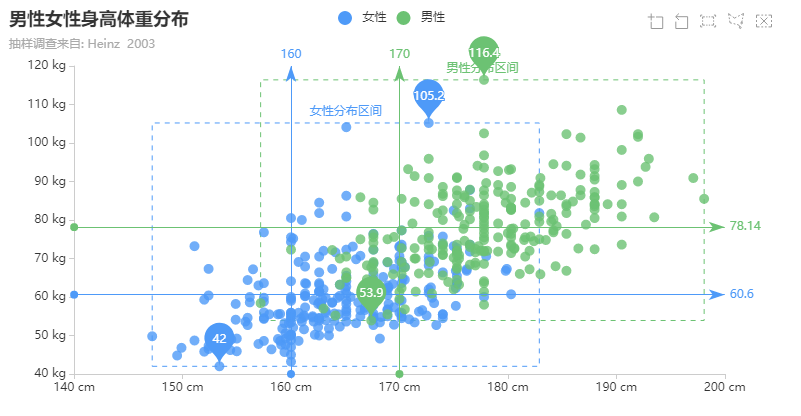 男性女性身高体重分布
女性 男性
抽样调查来自: Heinz 2003
160 170
116.4
120 kg
男性分布区间
105.2
110 kg
女性分布区间
100 kg
90 kg
80 kg
78.14
70 kg
60 kg
60.6
53.9
50 kg
42
40 kg
140 cm 150 cm 160 cm 170 cm 180 cm 190 cm 200 cm